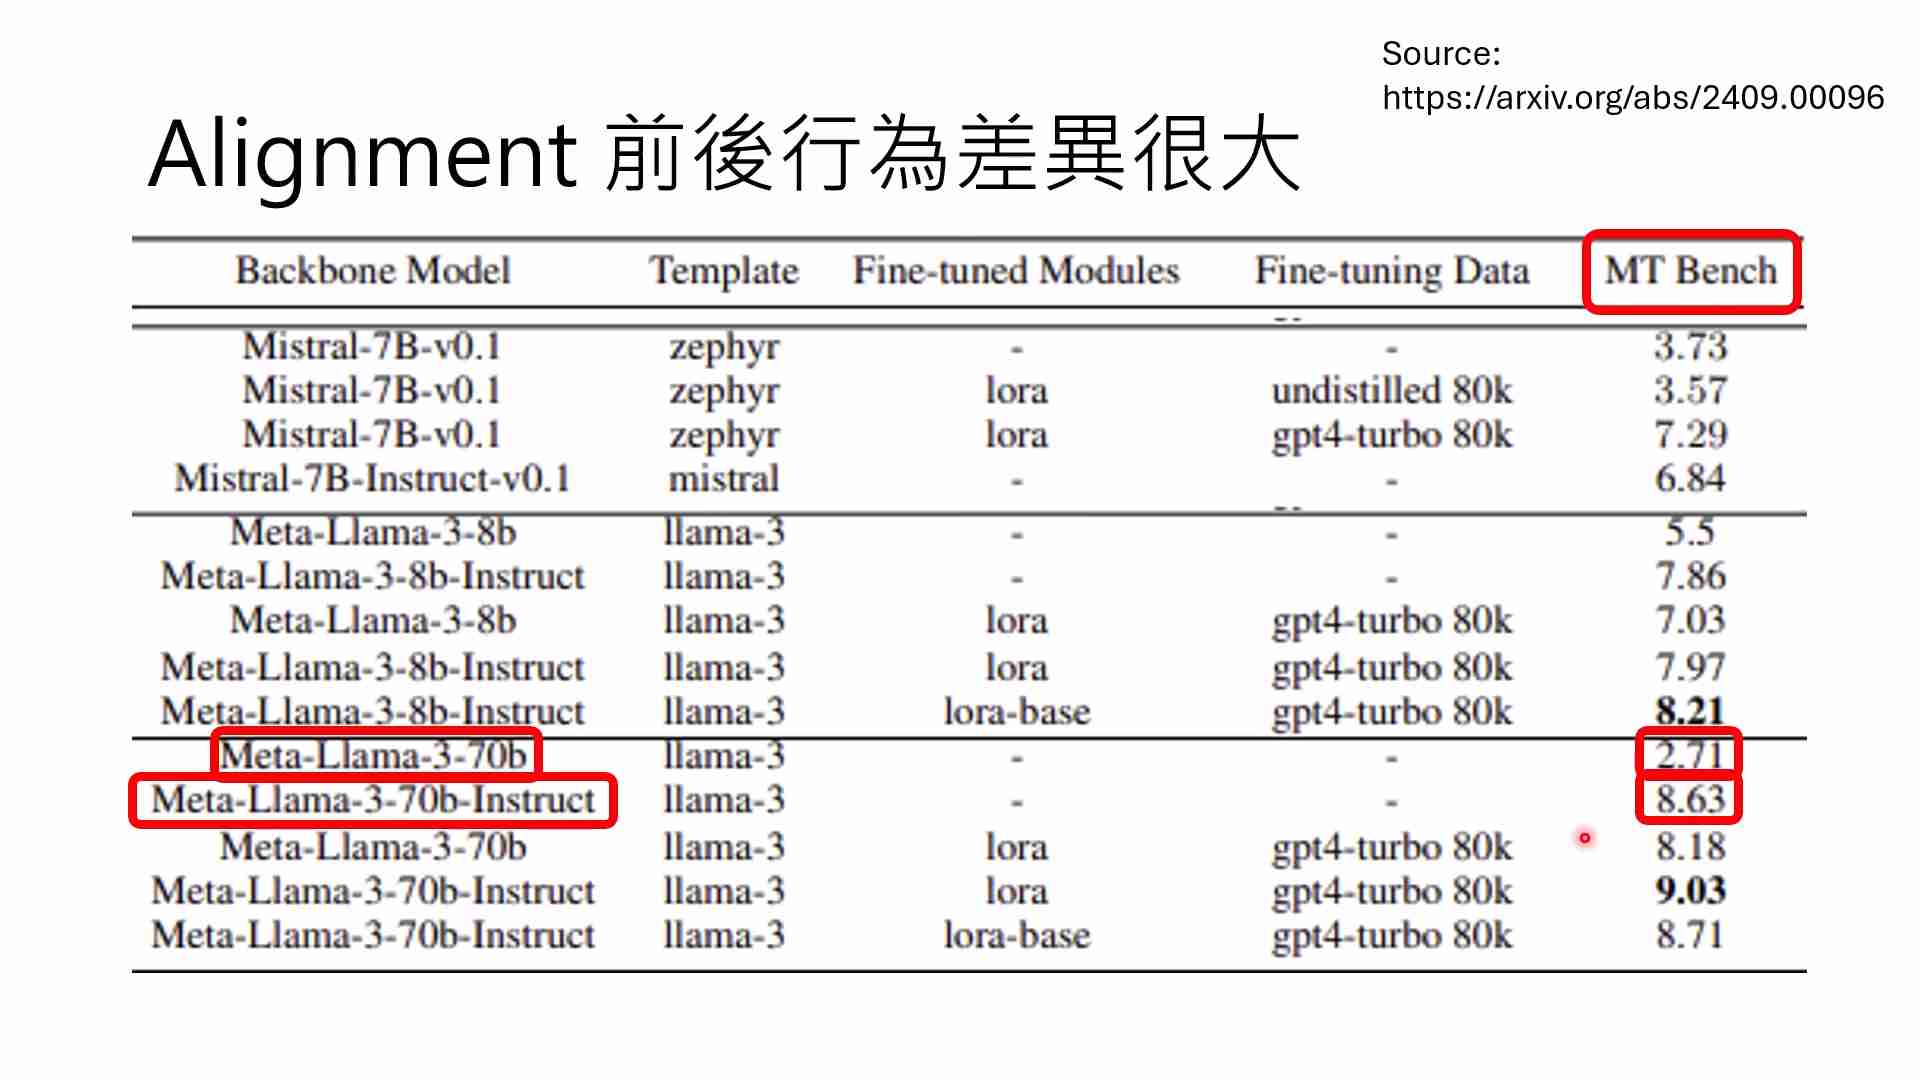 Source:
https://arxiv.org/abs/2409.00096
Alignment 前後行為差異很大
Backbone Model Template Fine-tuned Modules Fine-tuning Data MT Bench
Mistral-7B-v0.1 zephyr - - 3.73
Mistral-7B-v0.1 zephyr lora undistilled 80k 3.57
Mistral-7B-v0.1 zephyr lora gpt4-turbo 80k 7.29
Mistral-7B-Instruct-v0.1 mistral - - 6.84
Meta-Llama-3-8b llama-3 - - 5.5
Meta-Llama-3-8b-Instruct llama-3 - - 7.86
Meta-Llama-3-8b llama-3 lora gpt4-turbo 80k 7.03
Meta-Llama-3-8b-Instruct llama-3 lora gpt4-turbo 80k 7.97
Meta-Llama-3-8b-Instruct llama-3 lora-base gpt4-turbo 80k 8.21
Meta-Llama-3-70b llama-3 - - 2.71
Meta-Llama-3-70b-Instruct llama-3 - - 8.63
Meta-Llama-3-70b llama-3 lora gpt4-turbo 80k 8.18
Meta-Llama-3-70b-Instruct llama-3 lora gpt4-turbo 80k 9.03
Meta-Llama-3-70b-Instruct llama-3 lora-base gpt4-turbo 80k 8.71